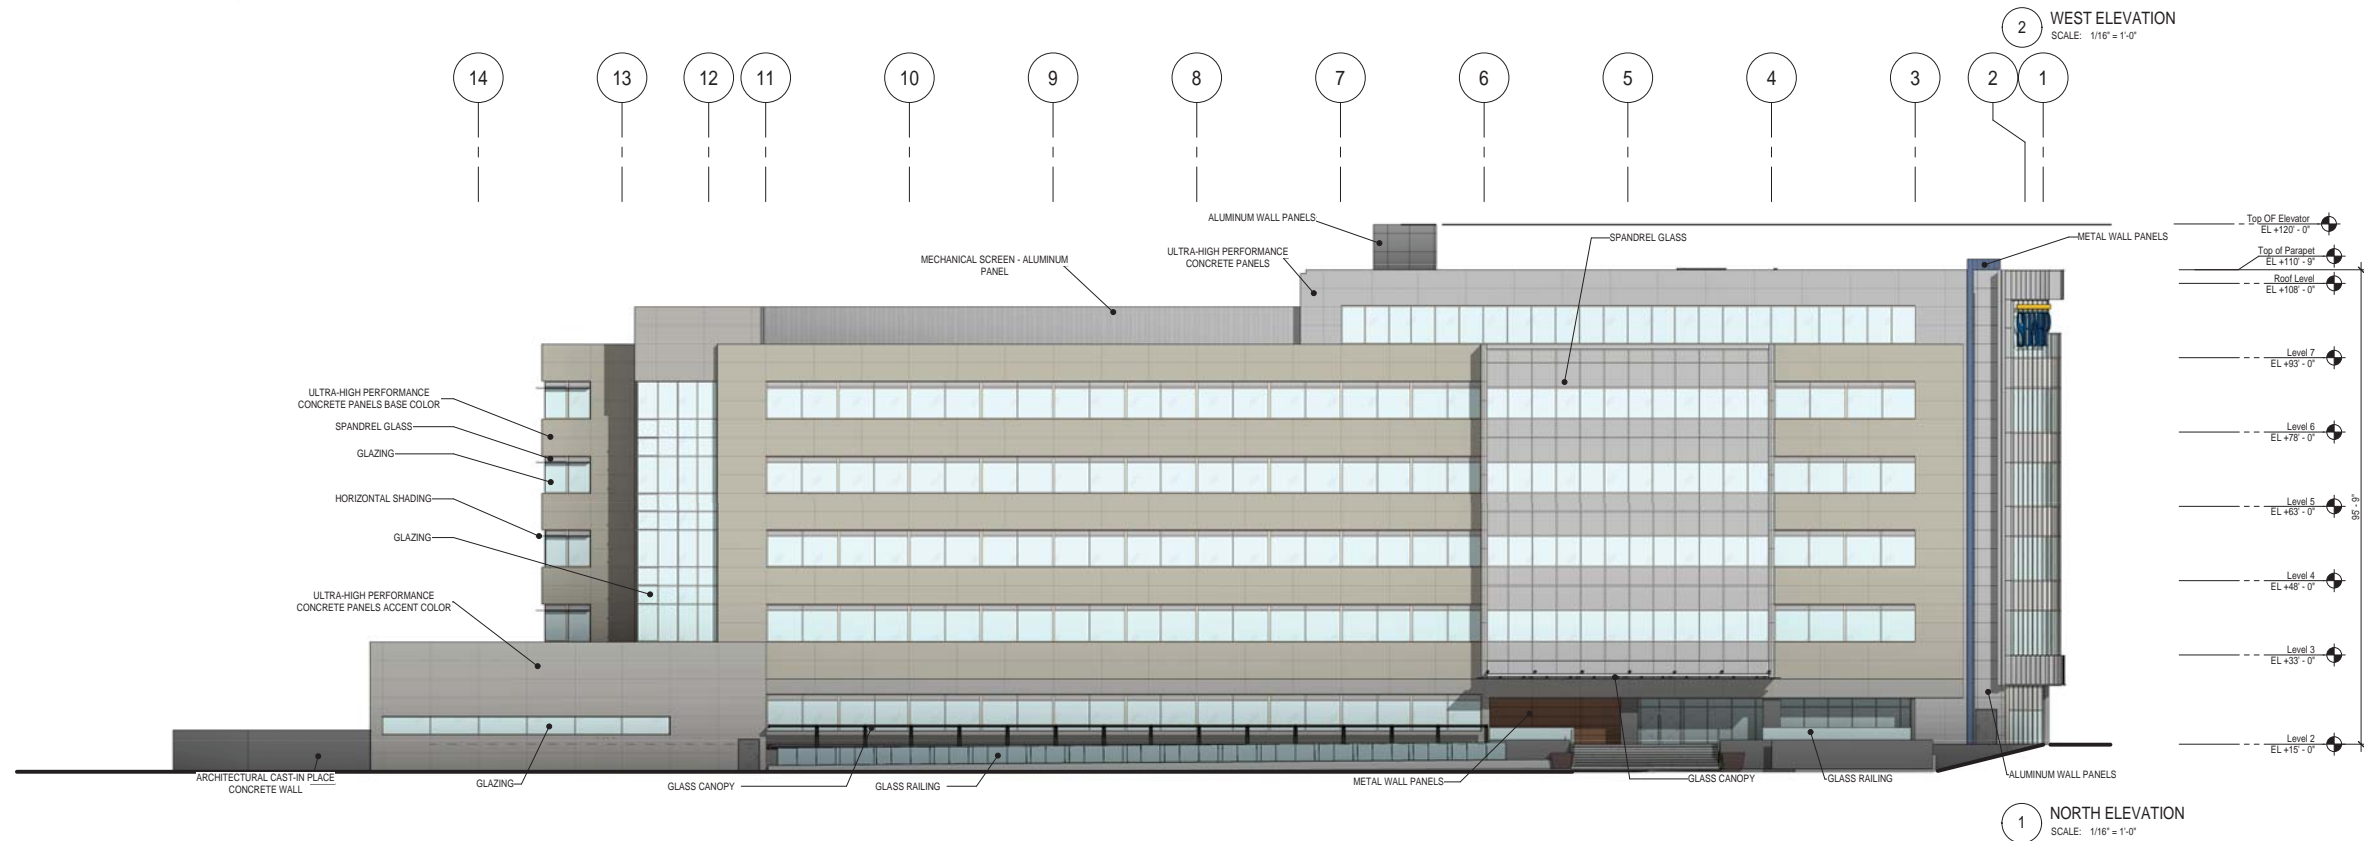 2
WEST ELEVATION
SCALE: 1/16" = 1'-0"
14
13
12
11
10
9
8
7
6
5
4
3
2
1
ALUMINUM WALL PANELS
SPANDREL GLASS
METAL WALL PANELS
ULTRA-HIGH PERFORMANCE
CONCRETE PANELS
MECHANICAL SCREEN - ALUMINUM
PANEL
Top OF Elevator
EL +120' - 0"
Top of Parapet
EL +110' - 9"
Roof Level
EL +108' - 0"
Level 7
EL +93' - 0"
Level 6
EL +78' - 0"
Level 5
EL +63' - 0"
95' - 9"
Level 4
EL +48' - 0"
Level 3
EL +33' - 0"
Level 2
EL +15' - 0"
ULTRA-HIGH PERFORMANCE
CONCRETE PANELS BASE COLOR
SPANDREL GLASS
GLAZING
HORIZONTAL SHADING
GLAZING
ULTRA-HIGH PERFORMANCE
CONCRETE PANELS ACCENT COLOR
ARCHITECTURAL CAST-IN PLACE
CONCRETE WALL
GLAZING
GLASS CANOPY
GLASS RAILING
METAL WALL PANELS
GLASS CANOPY
GLASS RAILING
ALUMINUM WALL PANELS
1
NORTH ELEVATION
SCALE: 1/16" = 1'-0"